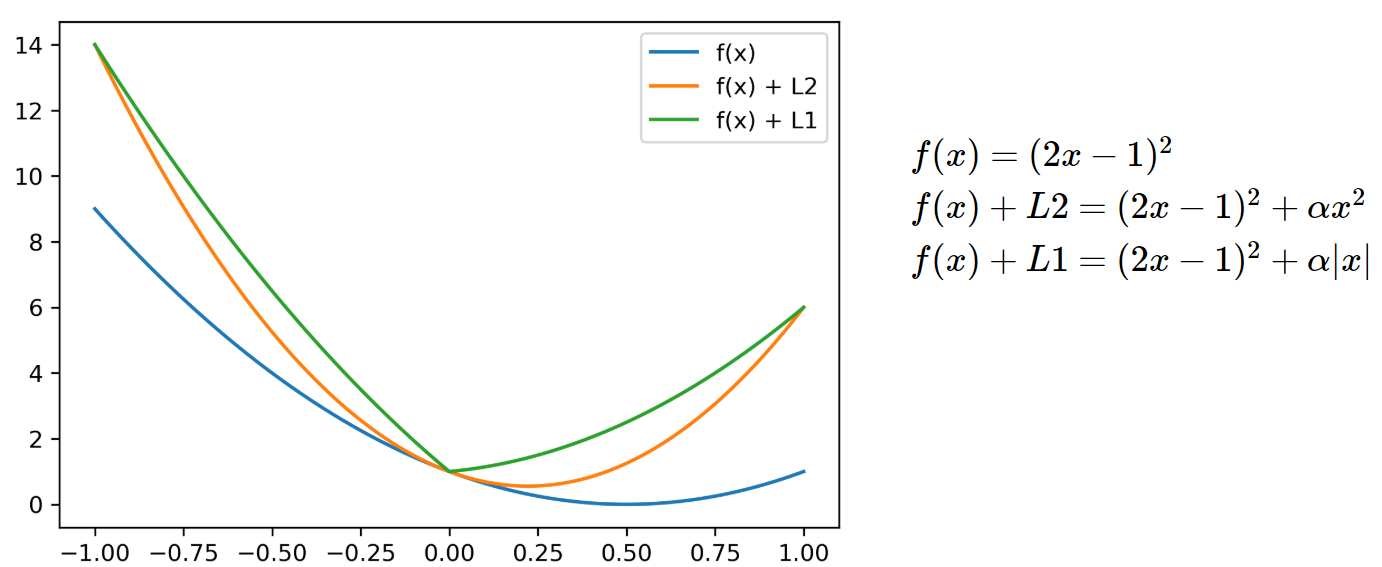 14
12
10
8
6
4
2
0
−1.00 −0.75 −0.50 −0.25 0.00 0.25 0.50 0.75 1.00
f(x)
f(x) + L2
f(x) + L1
f(x) = (2x − 1)²
f(x) + L2 = (2x − 1)² + αx²
f(x) + L1 = (2x − 1)² + α|x|